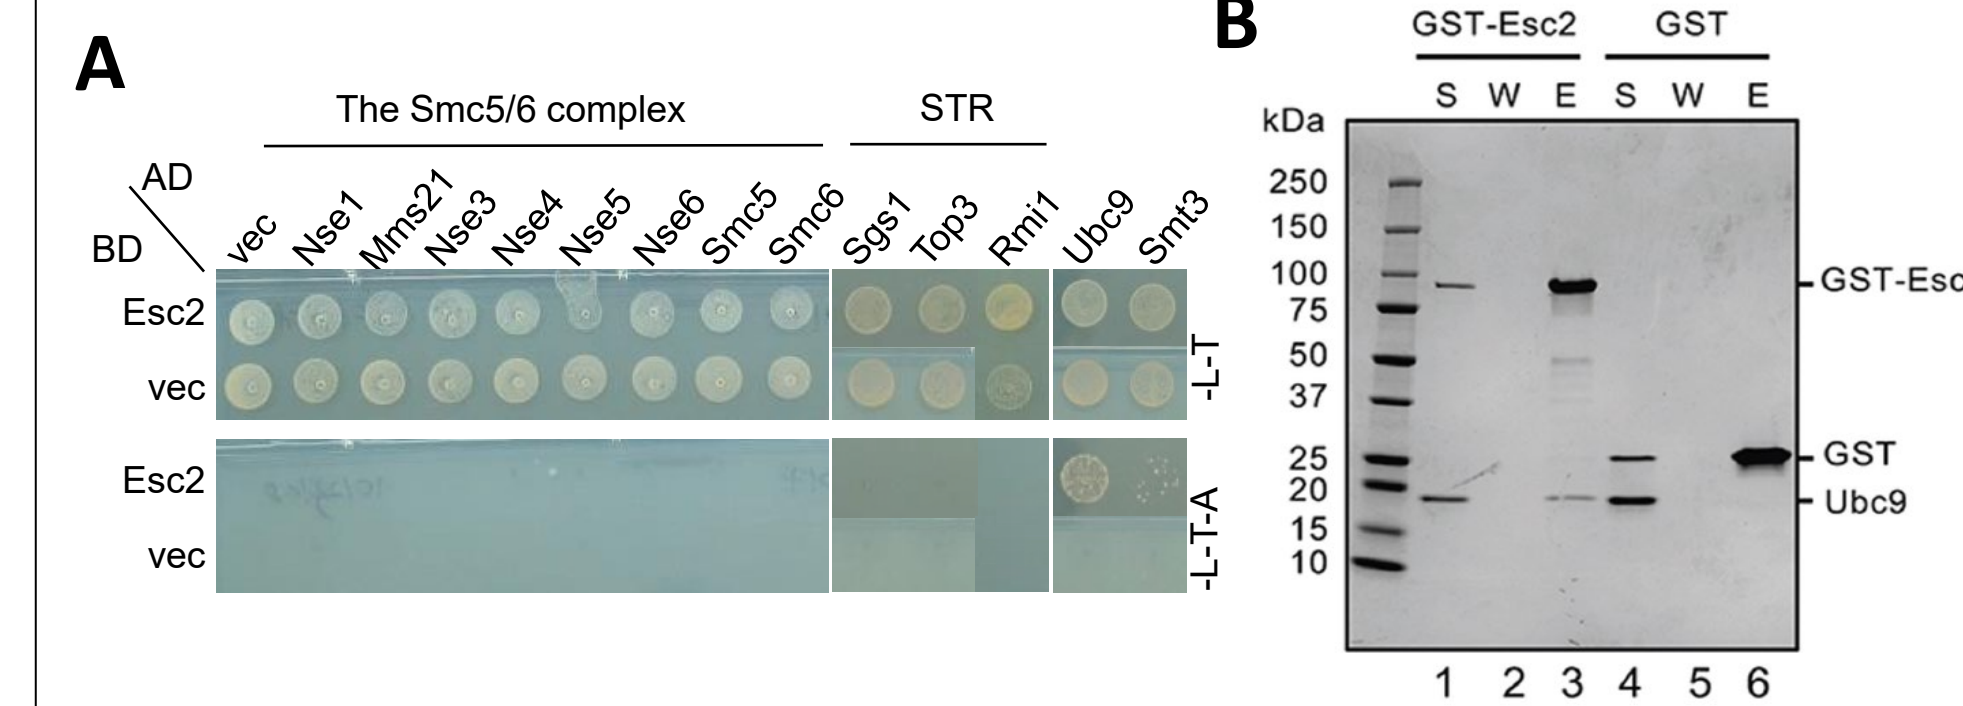 A
The Smc5/6 complex
STR
AD
BD
vec Nse1 Mms21 Nse3 Nse4 Nse5 Nse6 Smc5 Smc6 Sgs1 Top3 Rmi1 Ubc9 Smt3
Esc2
vec
-L-T
Esc2
vec
-L-T-A
B
GST-Esc2 GST
S W E S W E
kDa
250
150
100
75
50
37
25
20
15
10
GST-Esc
GST
Ubc9
1 2 3 4 5 6